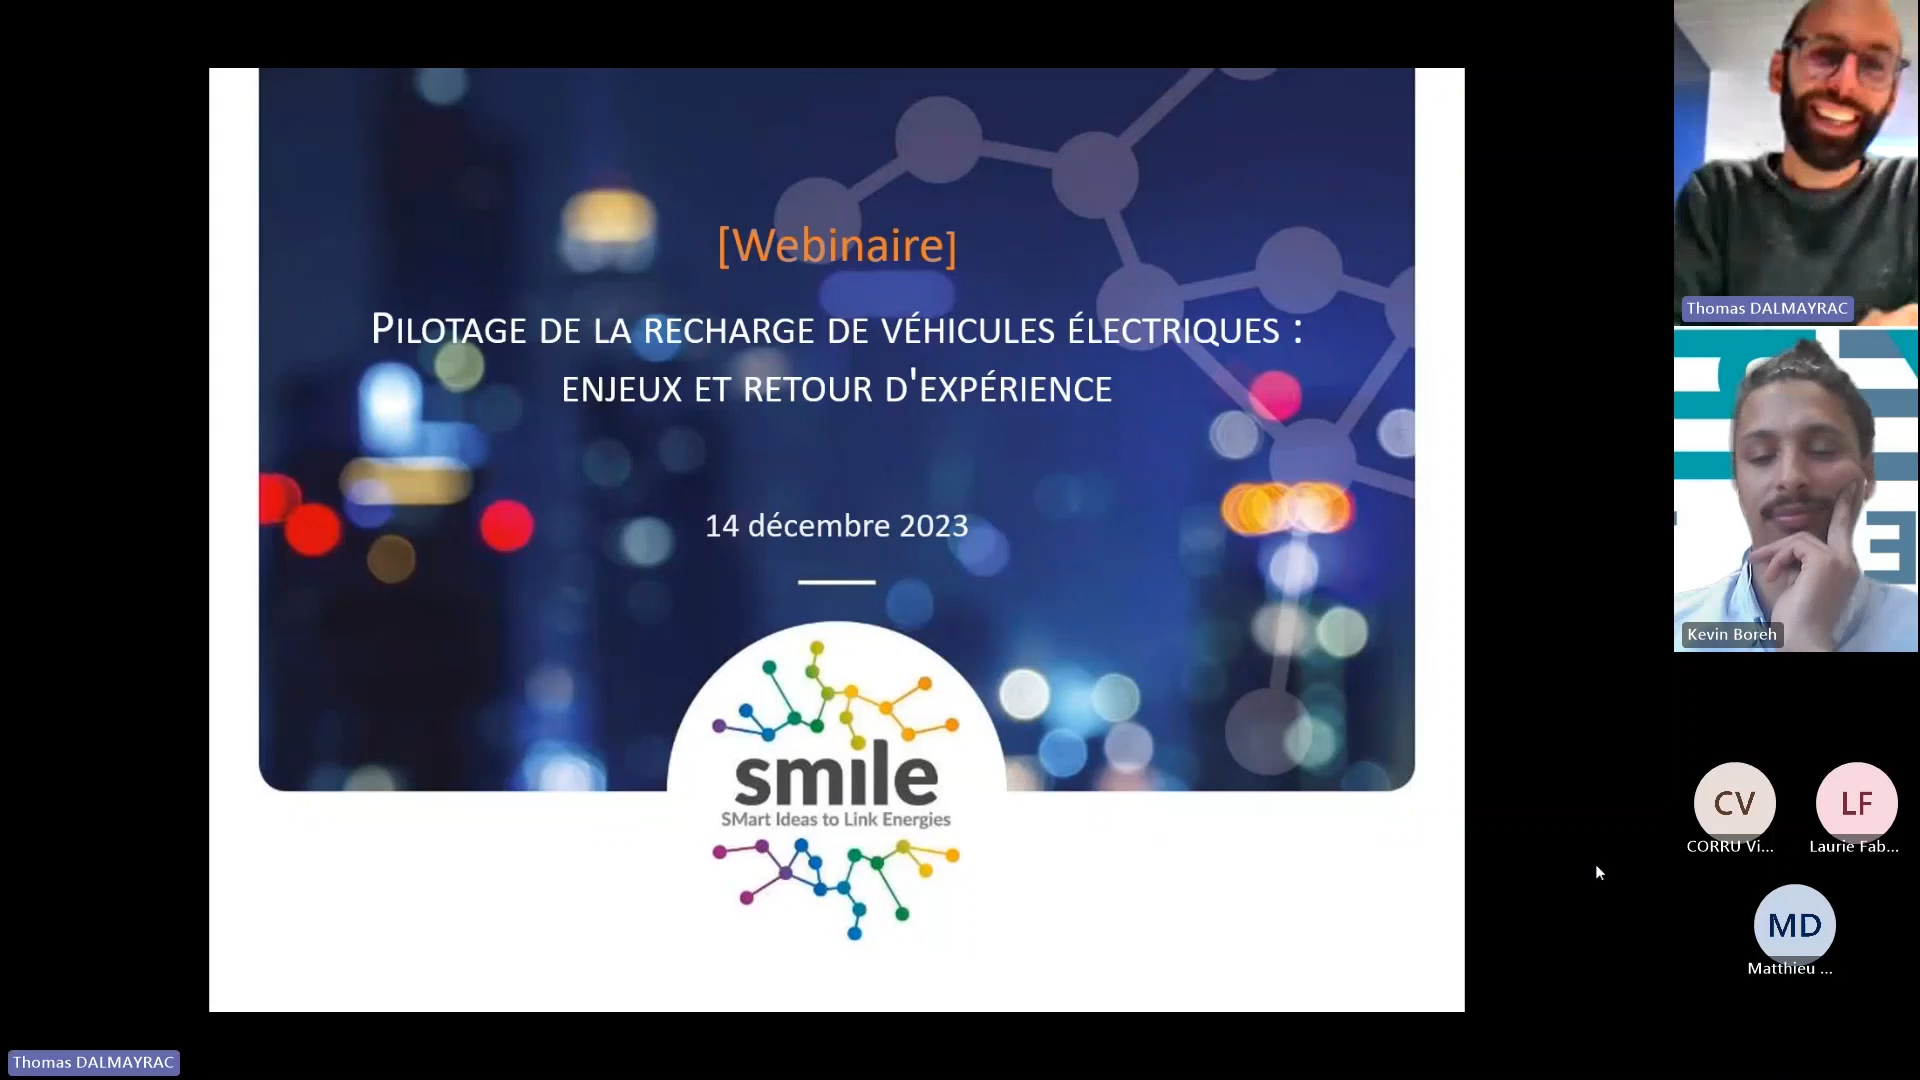 [Webinaire]
PILOTAGE DE LA RECHARGE DE VÉHICULES ÉLECTRIQUES :
ENJEUX ET RETOUR D'EXPÉRIENCE
14 décembre 2023
smile
SMart Ideas to Link Energies
Thomas DALMAYRAC
E
Kevin Boreh
CV
CORRU Vi...
LF
Laurie Fab...
MD
Matthieu ...
Thomas DALMAYRAC